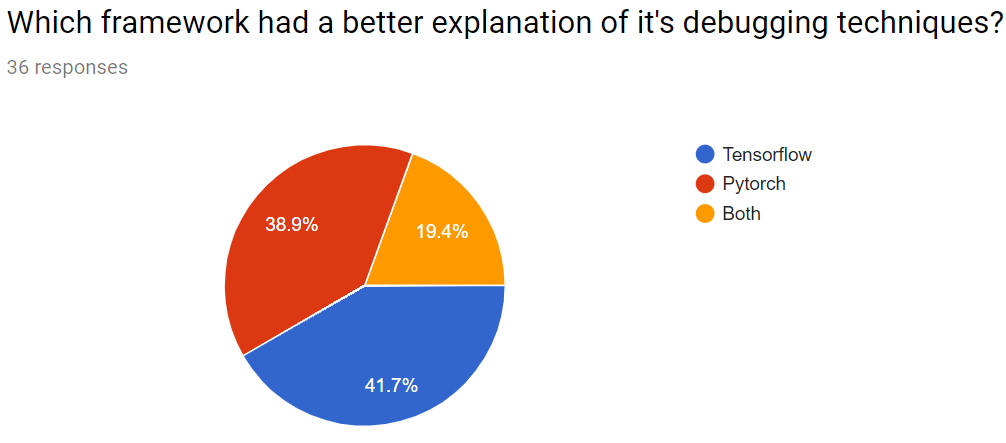 Which framework had a better explanation of it's debugging techniques?
36 responses
Tensorflow
Pytorch
Both
38.9%
19.4%
41.7%